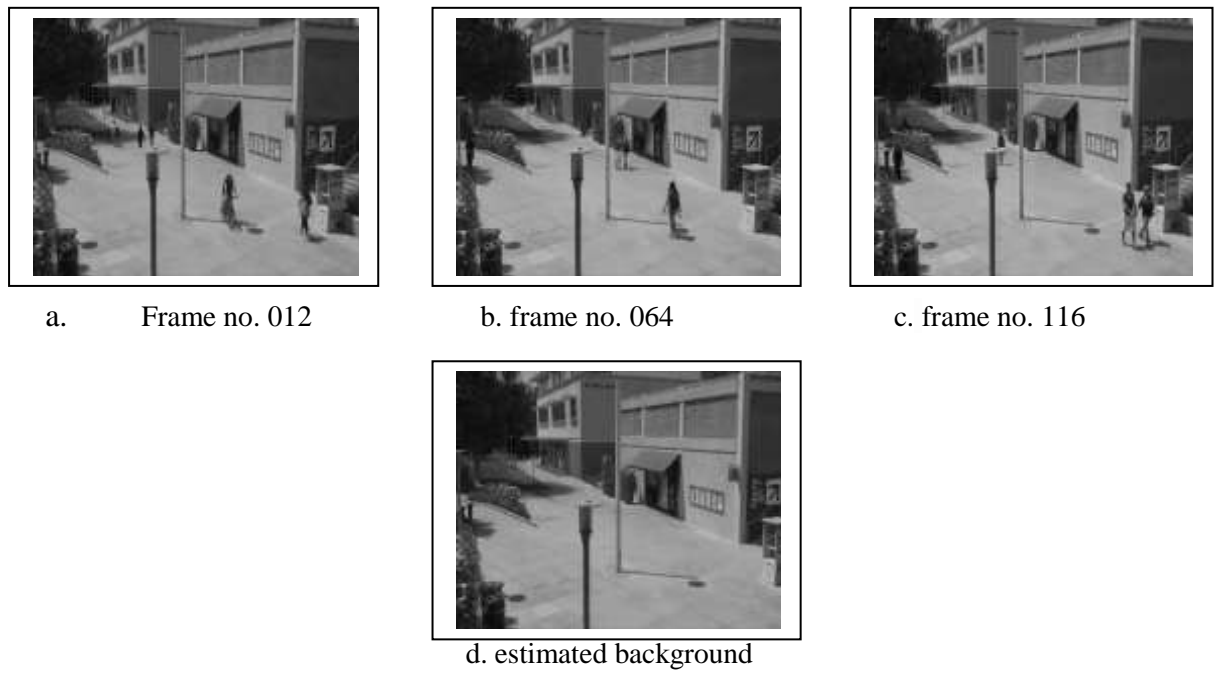 a. Frame no. 012
b. frame no. 064
c. frame no. 116
d. estimated background